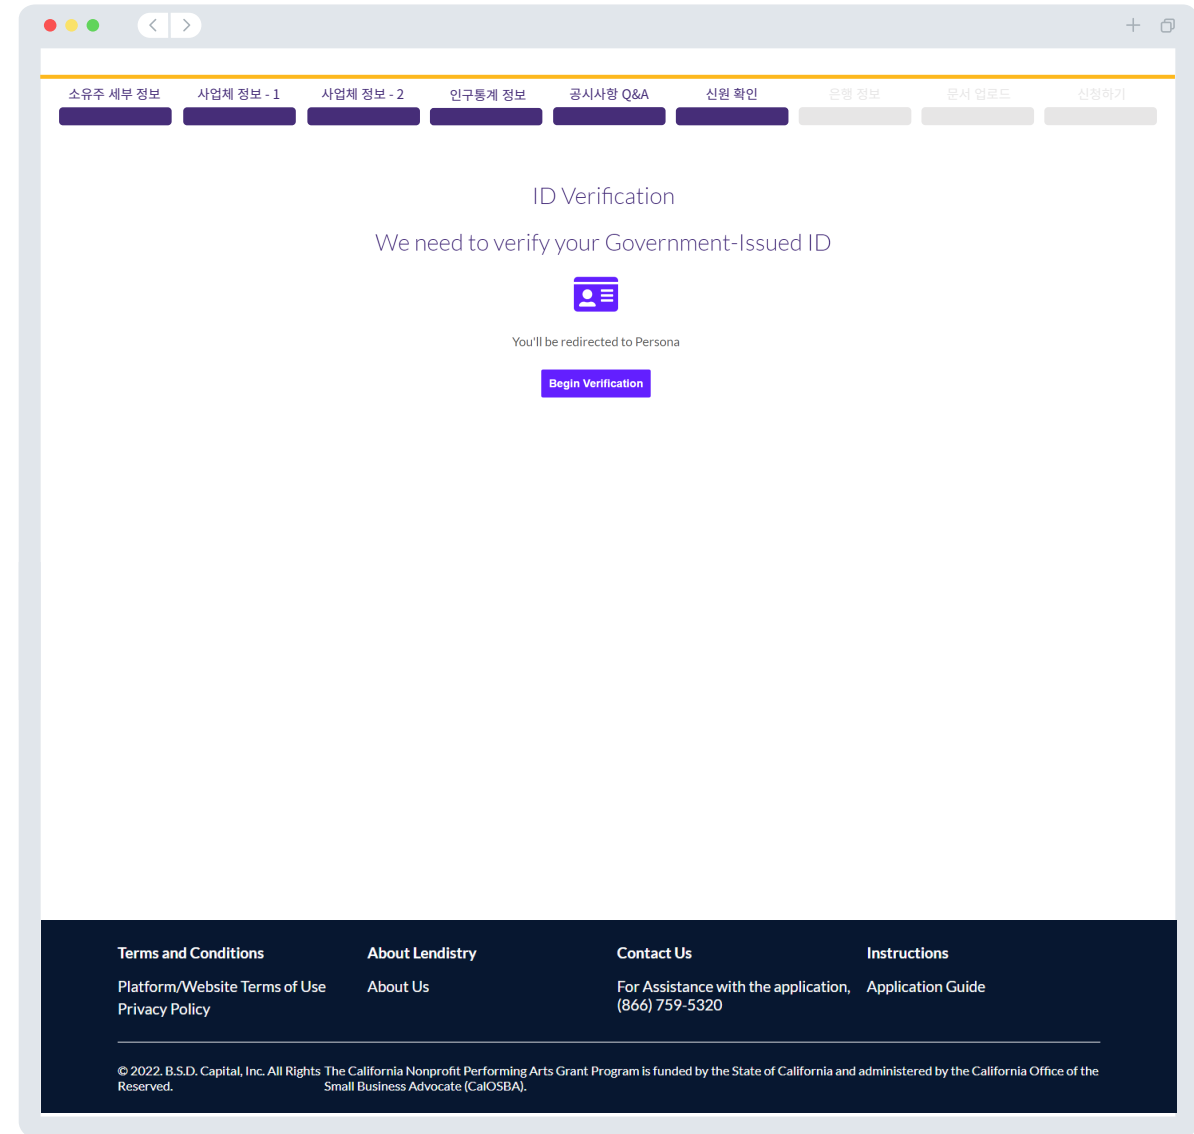 소유주 세부 정보 사업체 정보 - 1 사업체 정보 - 2 인구통계 정보 공시사항 Q&A 신원 확인 은행 정보 문서 업로드 신청하기
ID Verification
We need to verify your Government-Issued ID
You'll be redirected to Persona
Begin Verification
Terms and Conditions
Platform/Website Terms of Use
Privacy Policy
About Lendistry
About Us
Contact Us
For Assistance with the application,
(866) 759-5320
Instructions
Application Guide
© 2022. B.S.D. Capital, Inc. All Rights
Reserved.
The California Nonprofit Performing Arts Grant Program is funded by the State of California and administered by the California Office of the
Small Business Advocate (CalOSBA).